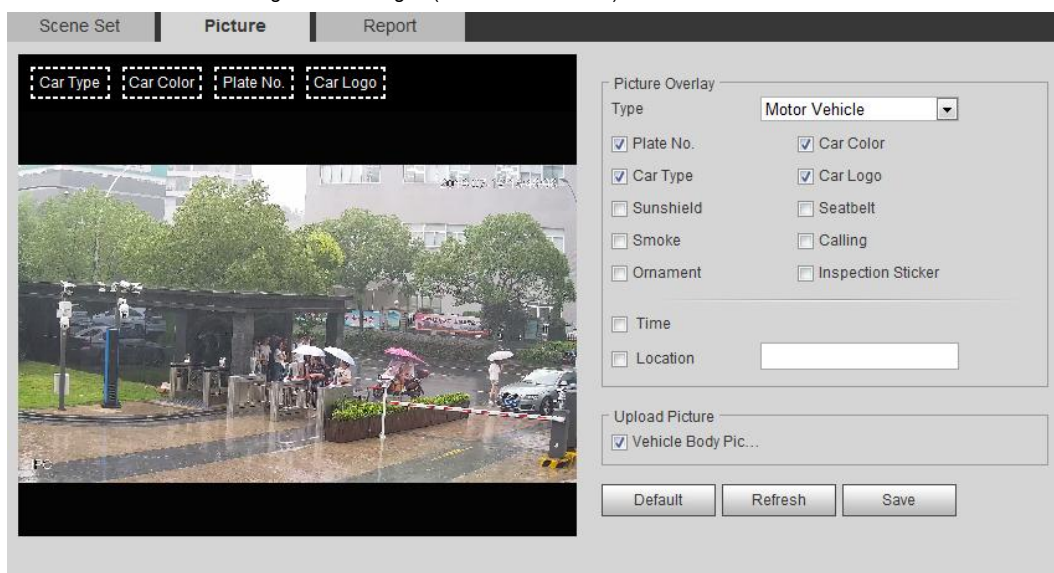 Scene Set Picture Report
Car Type Car Color Plate No. Car Logo
Picture Overlay
Type Motor Vehicle
Plate No. Car Color
Car Type Car Logo
Sunshield Seatbelt
Smoke Calling
Ornament Inspection Sticker
Time
Location
Upload Picture
Vehicle Body Pic...
Default Refresh Save